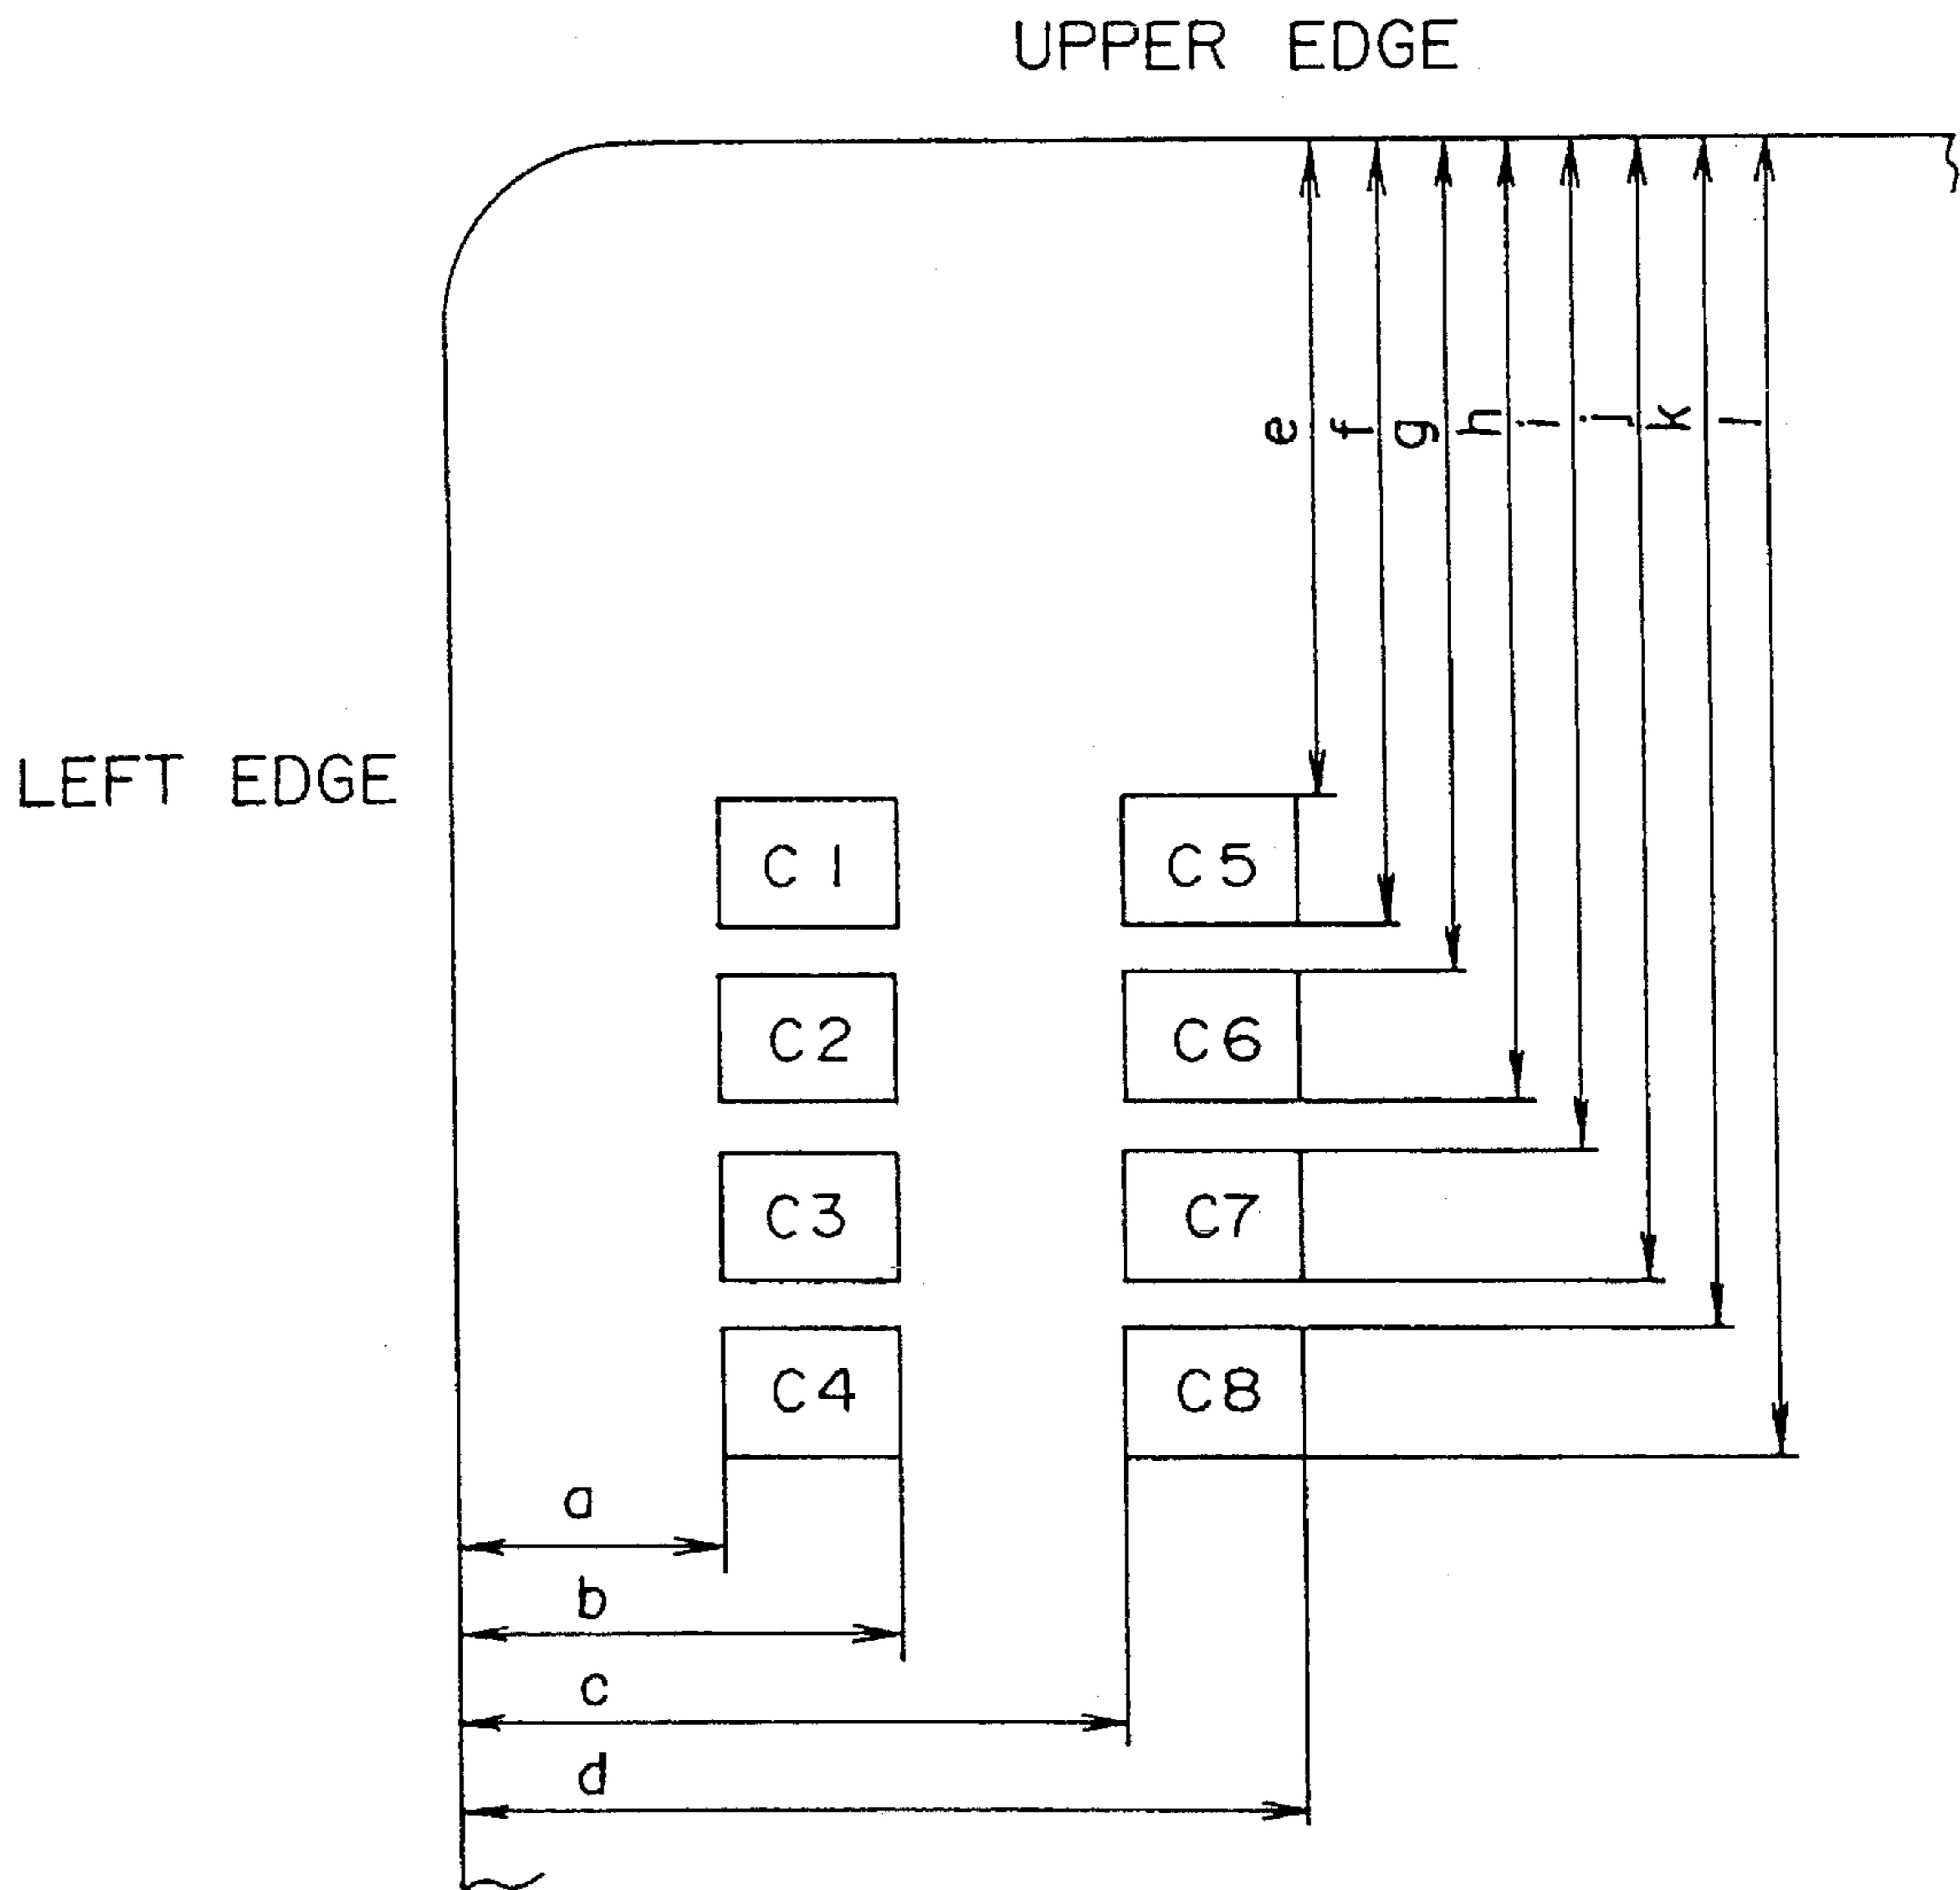 UPPER EDGE
e f g h i j k l
LEFT EDGE
C1 C5
C2 C6
C3 C7
C4 C8
a
b
c
d